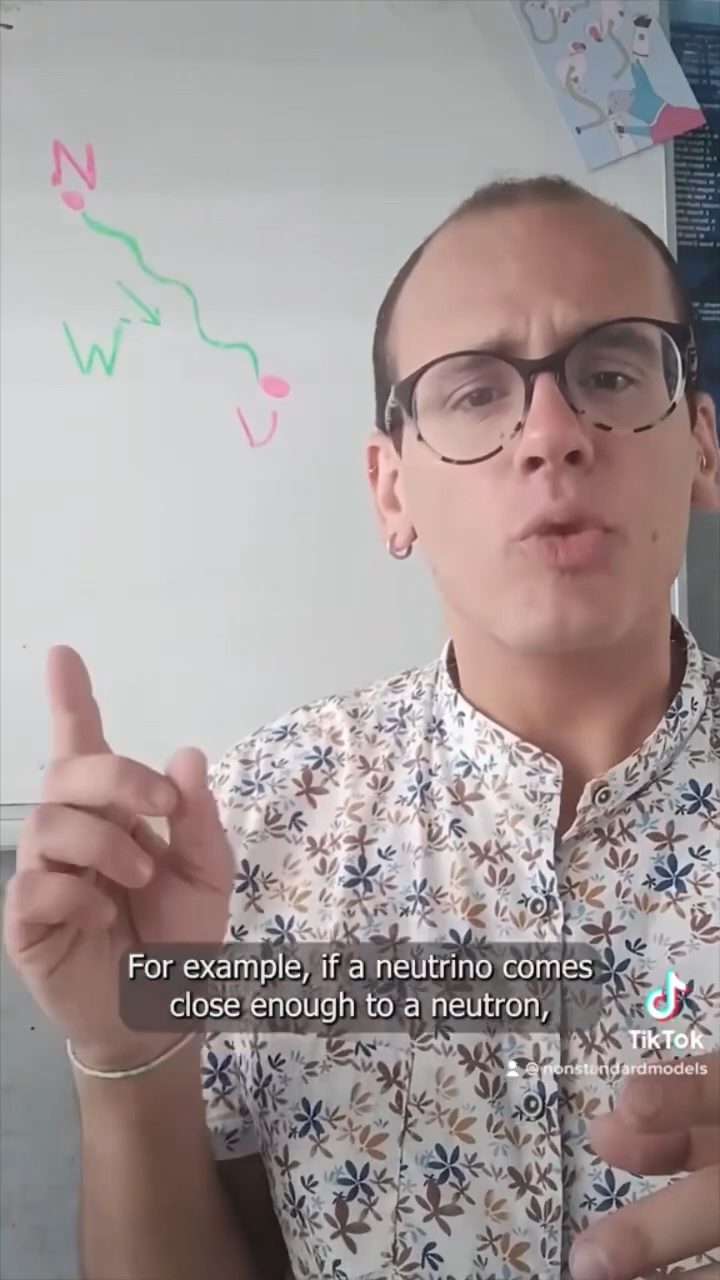 N
W⁻
ν
For example, if a neutrino comes
close enough to a neutron,
TikTok
@nonstandardmodels